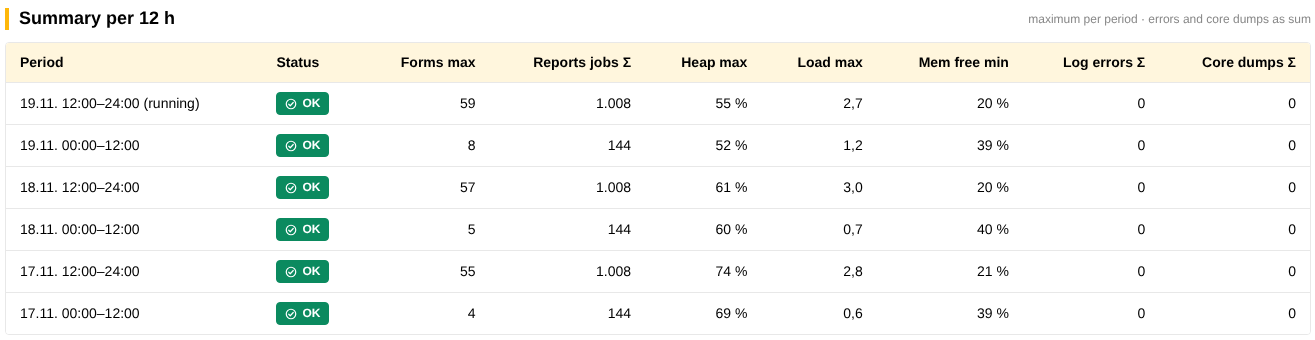 Summary per 12 h
maximum per period · errors and core dumps as sum
Period Status Forms max Reports jobs Σ Heap max Load max Mem free min Log errors Σ Core dumps Σ
19.11. 12:00–24:00 (running) OK 59 1.008 55 % 2,7 20 % 0 0
19.11. 00:00–12:00 OK 8 144 52 % 1,2 39 % 0 0
18.11. 12:00–24:00 OK 57 1.008 61 % 3,0 20 % 0 0
18.11. 00:00–12:00 OK 5 144 60 % 0,7 40 % 0 0
17.11. 12:00–24:00 OK 55 1.008 74 % 2,8 21 % 0 0
17.11. 00:00–12:00 OK 4 144 69 % 0,6 39 % 0 0